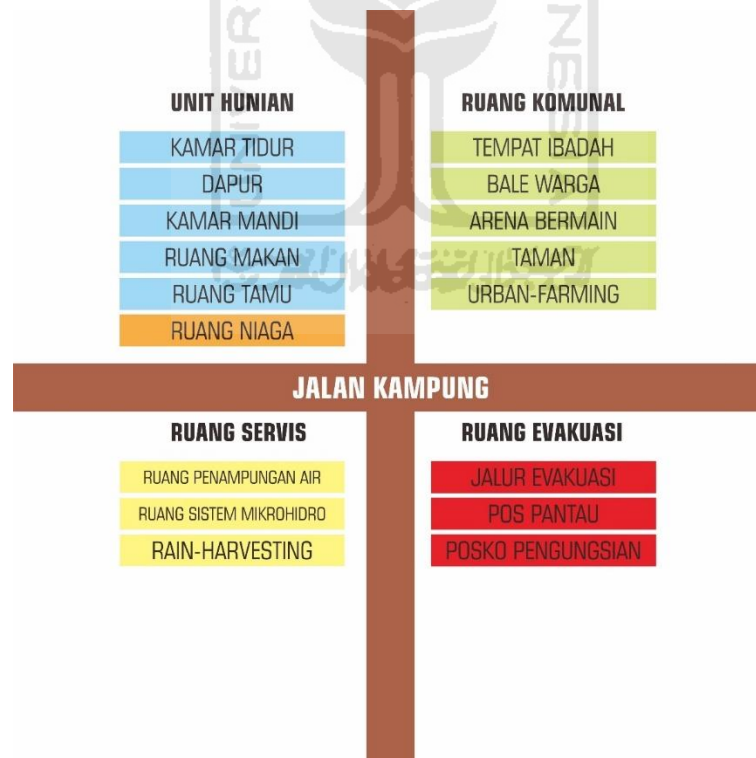 UNIT HUNIAN
KAMAR TIDUR
DAPUR
KAMAR MANDI
RUANG MAKAN
RUANG TAMU
RUANG NIAGA
RUANG KOMUNAL
TEMPAT IBADAH
BALE WARGA
ARENA BERMAIN
TAMAN
URBAN-FARMING
JALAN KAMPUNG
RUANG SERVIS
RUANG PENAMPUNGAN AIR
RUANG SISTEM MIKROHIDRO
RAIN-HARVESTING
RUANG EVAKUASI
JALUR EVAKUASI
POS PANTAU
POSKO PENGUNGSIAN